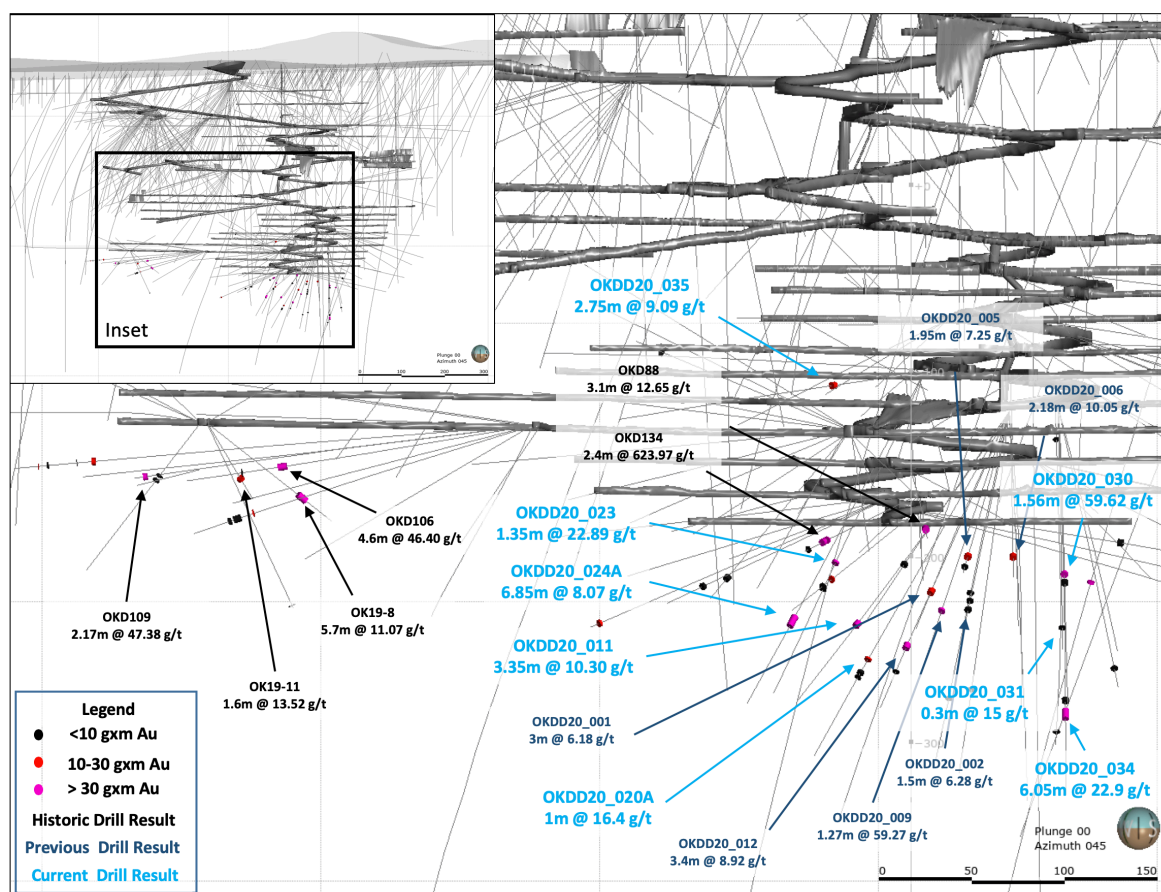 Inset
Plunge 00
Azimuth 045
0 100 200 300
OKDD20_035
2.75m @ 9.09 g/t
OKDD20_005
1.95m @ 7.25 g/t
OKD88
3.1m @ 12.65 g/t
OKDD20_006
2.18m @ 10.05 g/t
OKD134
2.4m @ 623.97 g/t
OKDD20_030
1.56m @ 59.62 g/t
OKDD20_023
1.35m @ 22.89 g/t
OKD106
4.6m @ 46.40 g/t
OKDD20_024A
6.85m @ 8.07 g/t
OKD109
2.17m @ 47.38 g/t
OK19-8
5.7m @ 11.07 g/t
OKDD20_011
3.35m @ 10.30 g/t
OK19-11
1.6m @ 13.52 g/t
OKDD20_031
0.3m @ 15 g/t
OKDD20_001
3m @ 6.18 g/t
OKDD20_002
1.5m @ 6.28 g/t
OKDD20_034
6.05m @ 22.9 g/t
OKDD20_020A
1m @ 16.4 g/t
OKDD20_009
1.27m @ 59.27 g/t
OKDD20_012
3.4m @ 8.92 g/t
+0
−300
Legend
<10 gxm Au
10-30 gxm Au
> 30 gxm Au
Historic Drill Result
Previous Drill Result
Current Drill Result
Plunge 00
Azimuth 045
0 50 100 150